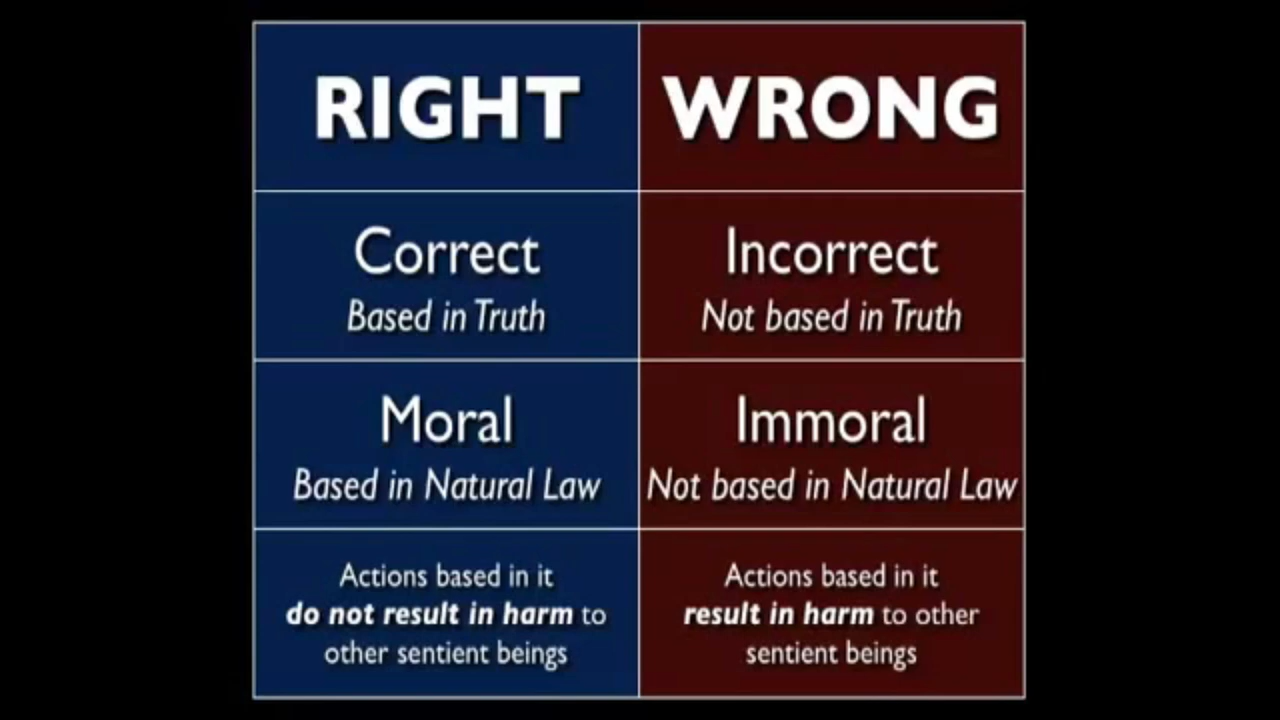 RIGHT
WRONG
Correct
Based in Truth
Incorrect
Not based in Truth
Moral
Based in Natural Law
Immoral
Not based in Natural Law
Actions based in it
do not result in harm to
other sentient beings
Actions based in it
result in harm to other
sentient beings